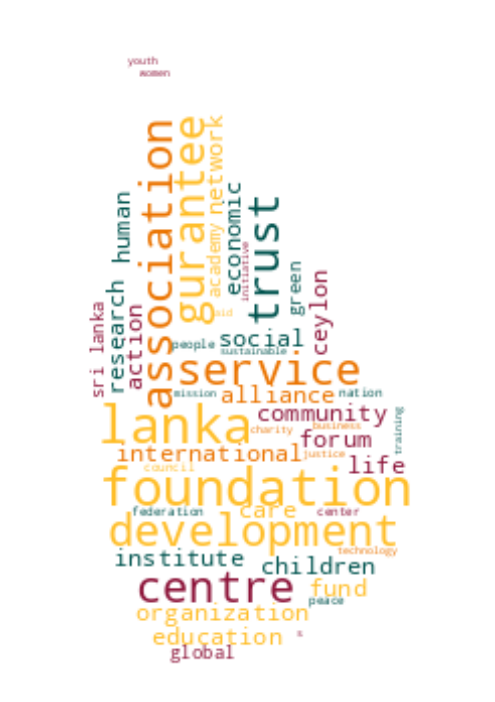 youth
women
association
gurantee
academy network
human
economic
initiative
trust
green
ceylon
research
action
sri lanka
aid
people
social
sustainable
service
mission
alliance
nation
lanka
community
training
charity
business
forum
international
justice
life
council
foundation
federation
care
center
development
technology
institute
children
centre
fund
peace
organization
education
s
global